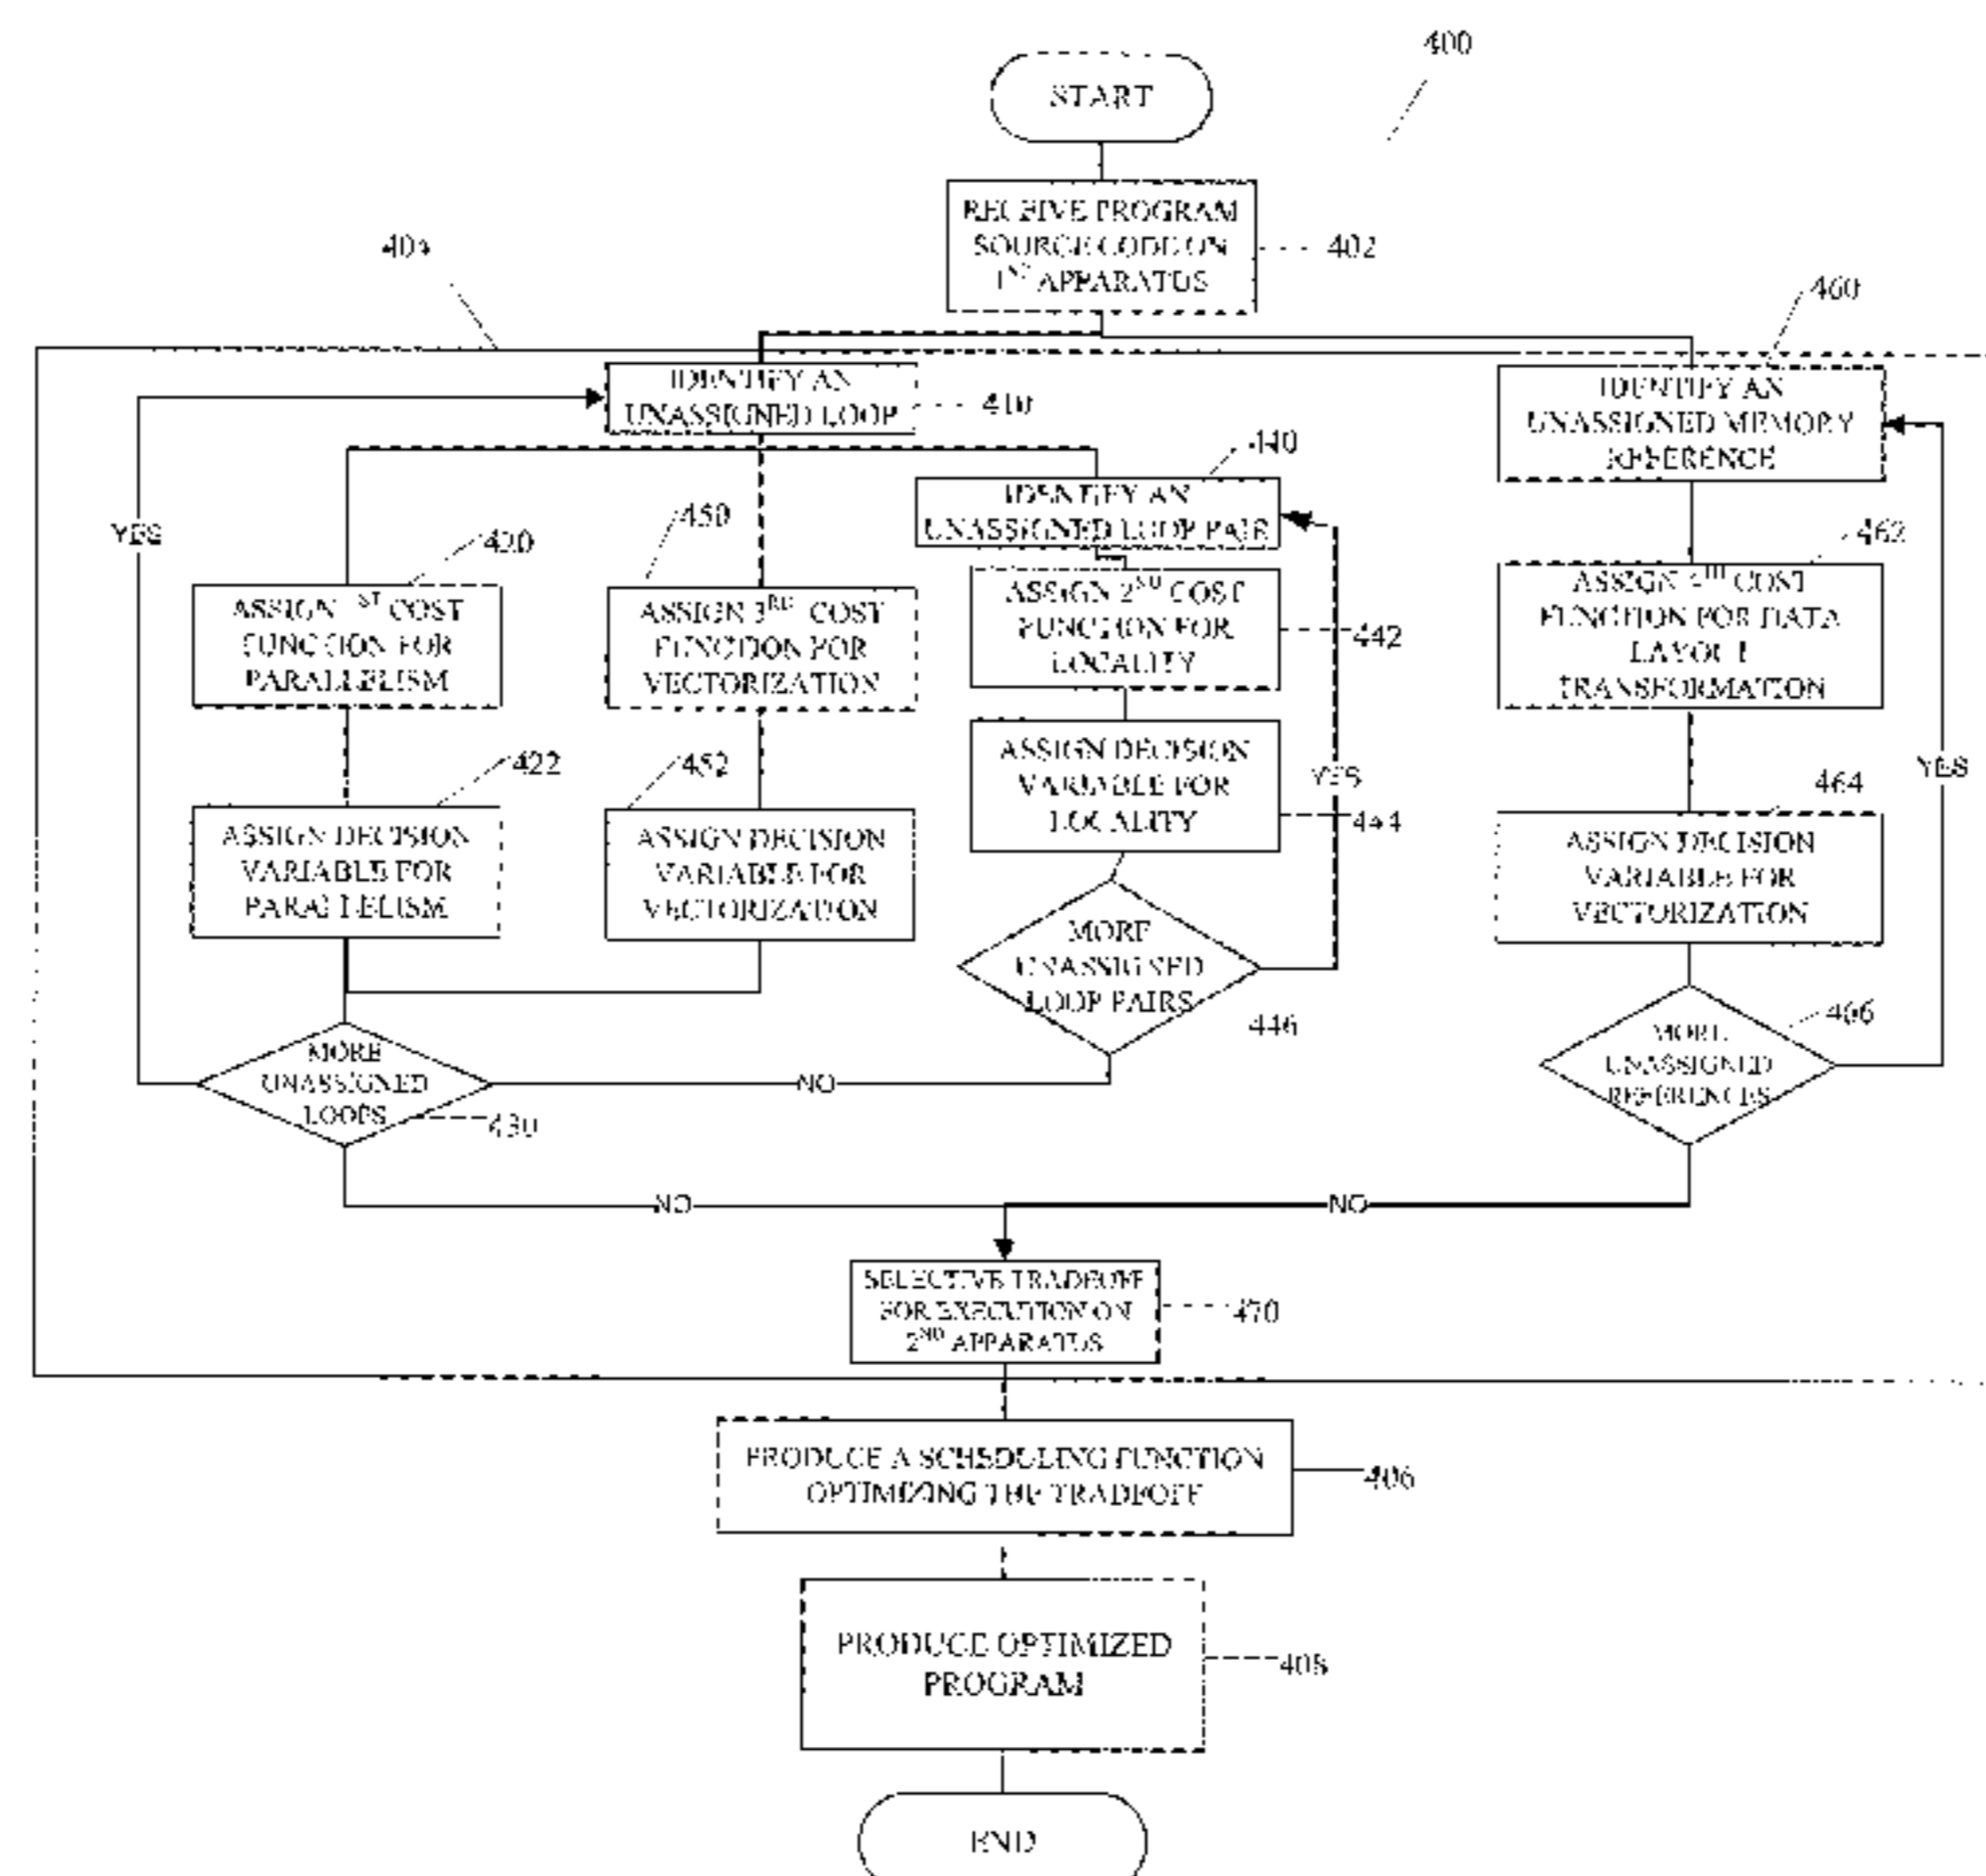 400
START
RECEIVE PROGRAM
SOURCE CODE ON
1ST APPARATUS
402
404
460
IDENTIFY AN
UNASSIGNED LOOP
410
IDENTIFY AN
UNASSIGNED MEMORY
REFERENCE
440
IDENTIFY AN
UNASSIGNED LOOP PAIR
YES
420
450
462
ASSIGN 1ST COST
FUNCTION FOR
PARALLELISM
ASSIGN 3RD COST
FUNCTION FOR
VECTORIZATION
ASSIGN 2ND COST
FUNCTION FOR
LOCALITY
442
ASSIGN 4TH COST
FUNCTION FOR DATA
LAYOUT
TRANSFORMATION
422
452
ASSIGN DECISION
VARIABLE FOR
LOCALITY
YES
444
YES
464
ASSIGN DECISION
VARIABLE FOR
PARALLELISM
ASSIGN DECISION
VARIABLE FOR
VECTORIZATION
ASSIGN DECISION
VARIABLE FOR
VECTORIZATION
MORE
UNASSIGNED
LOOP PAIRS
446
466
MORE
UNASSIGNED
LOOPS
430
NO
MORE
UNASSIGNED
REFERENCES
NO
NO
SELECTIVE TRADEOFF
FOR EXECUTION ON
2ND APPARATUS
470
PRODUCE A SCHEDULING FUNCTION
OPTIMIZING THE TRADEOFF
406
PRODUCE OPTIMIZED
PROGRAM
408
END